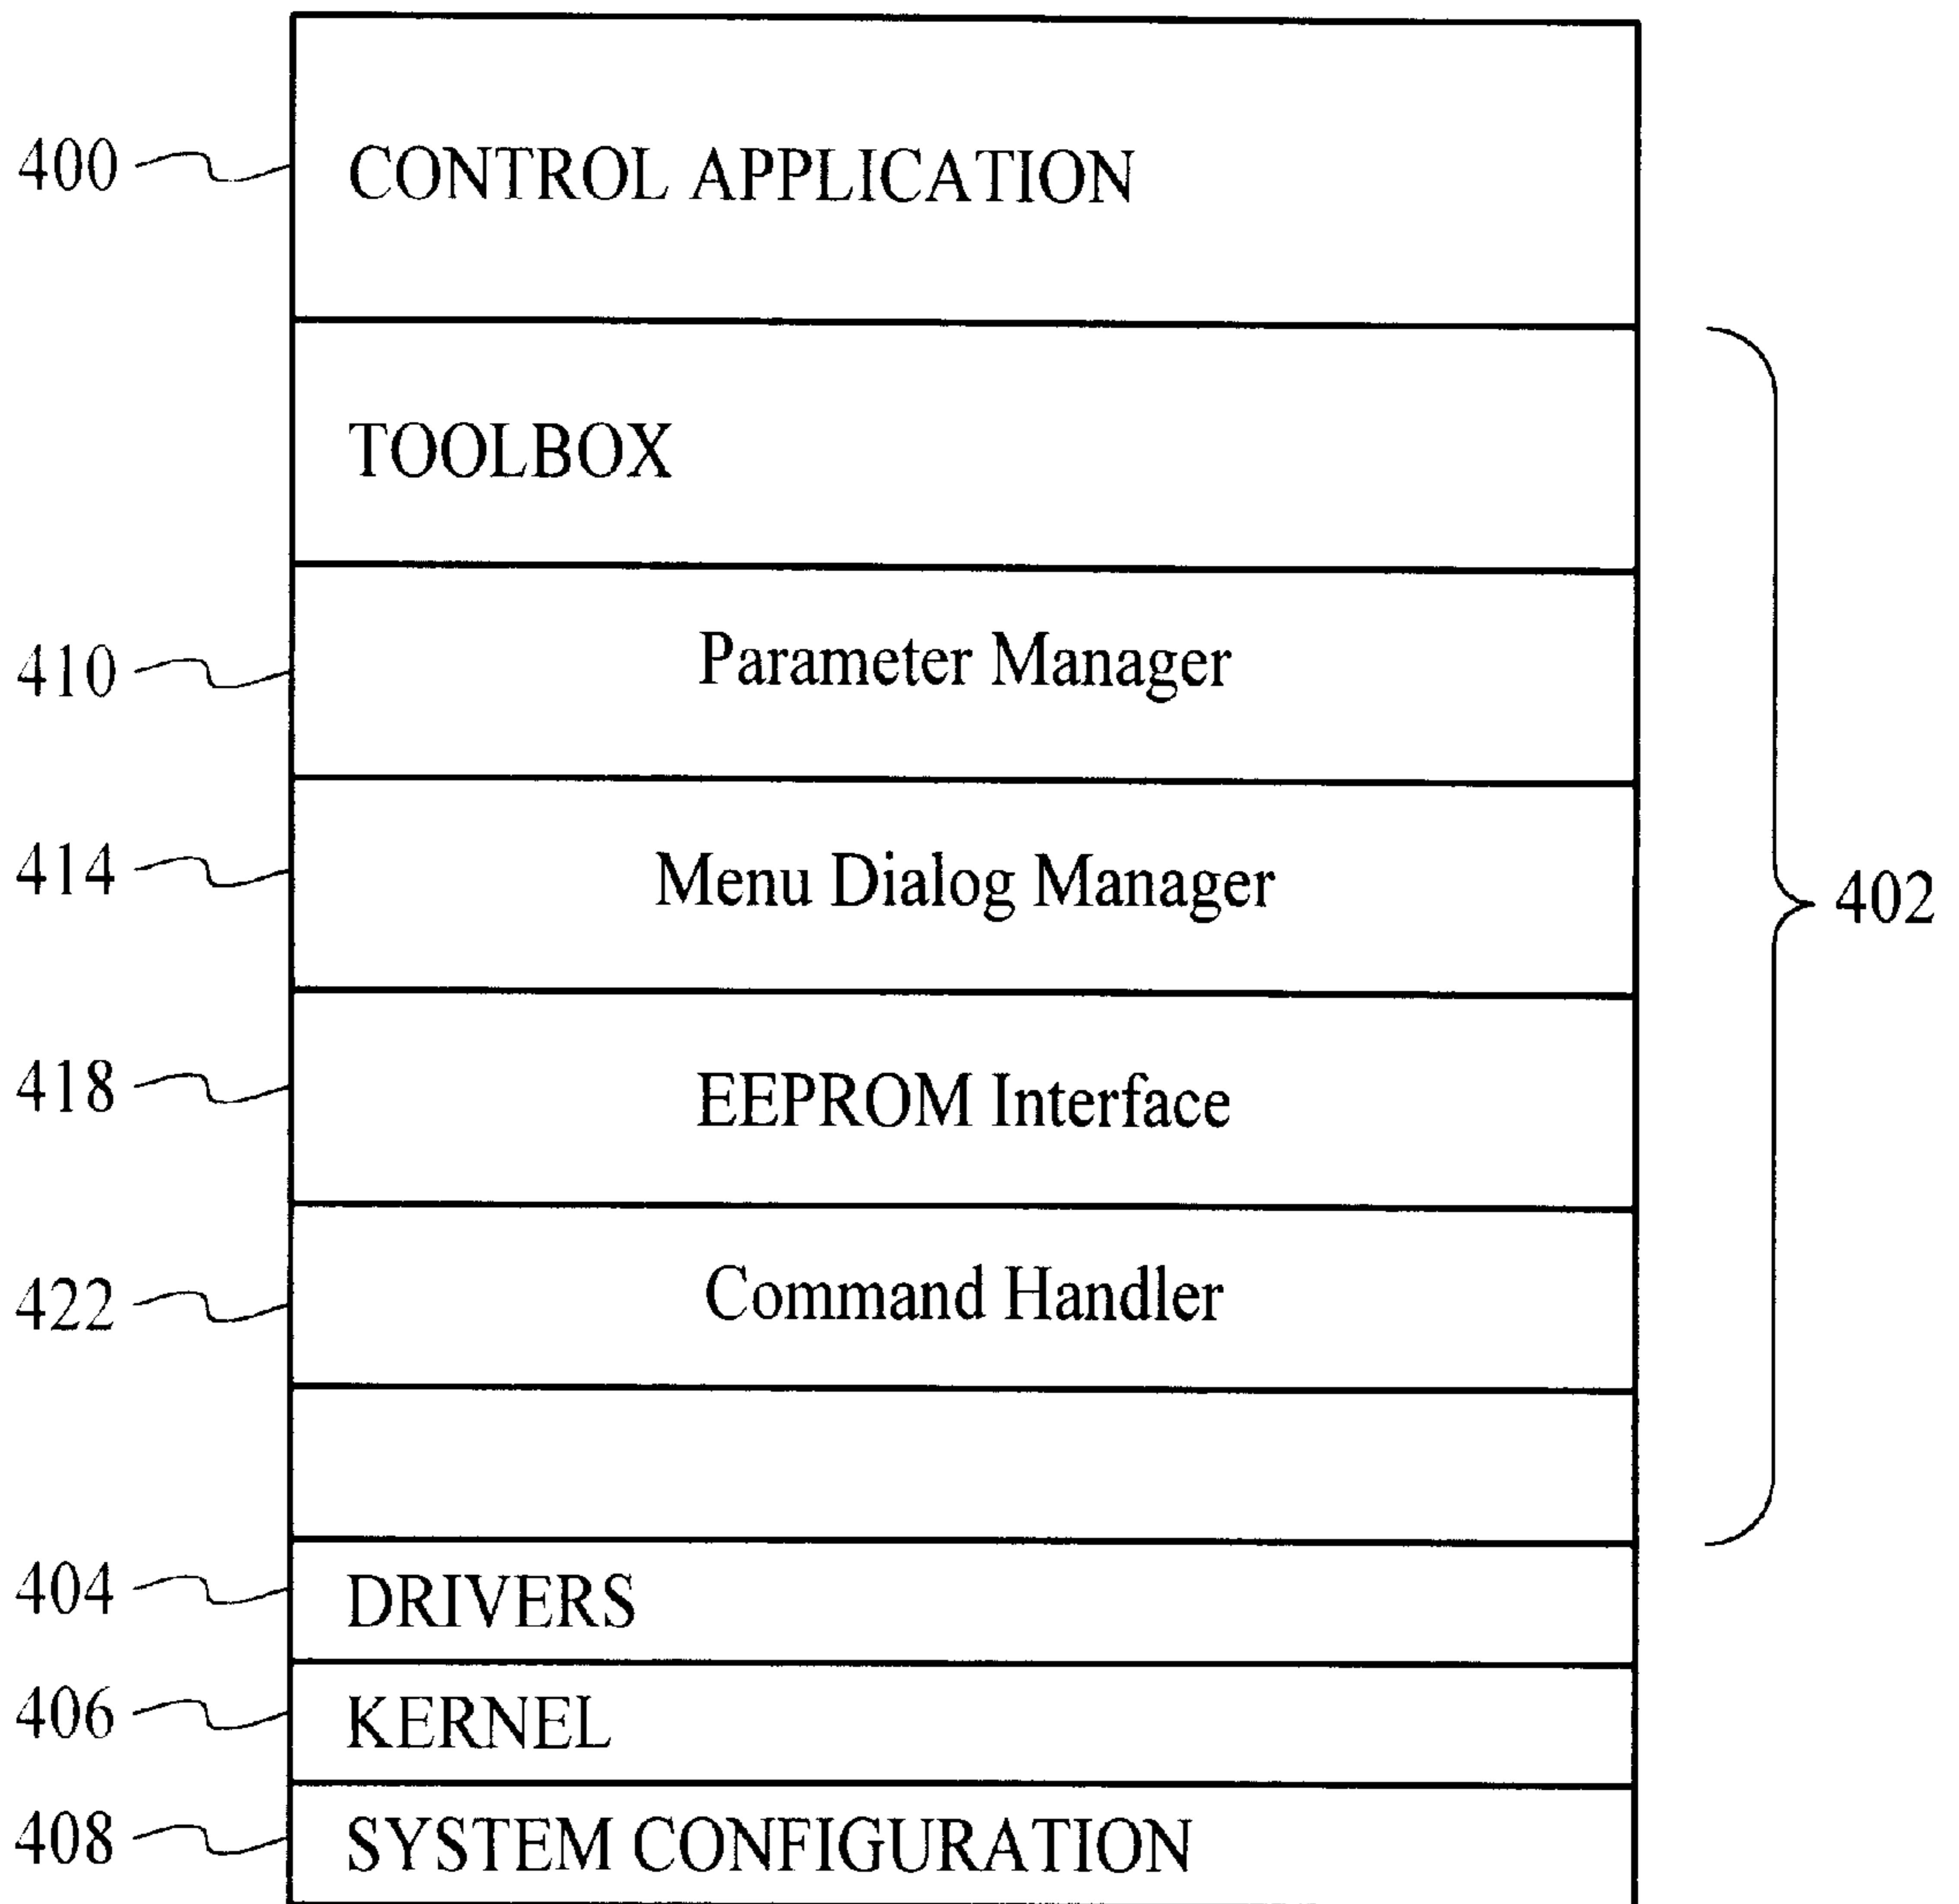 400 CONTROL APPLICATION
TOOLBOX
410 Parameter Manager
414 Menu Dialog Manager
402
418 EEPROM Interface
422 Command Handler
404 DRIVERS
406 KERNEL
408 SYSTEM CONFIGURATION